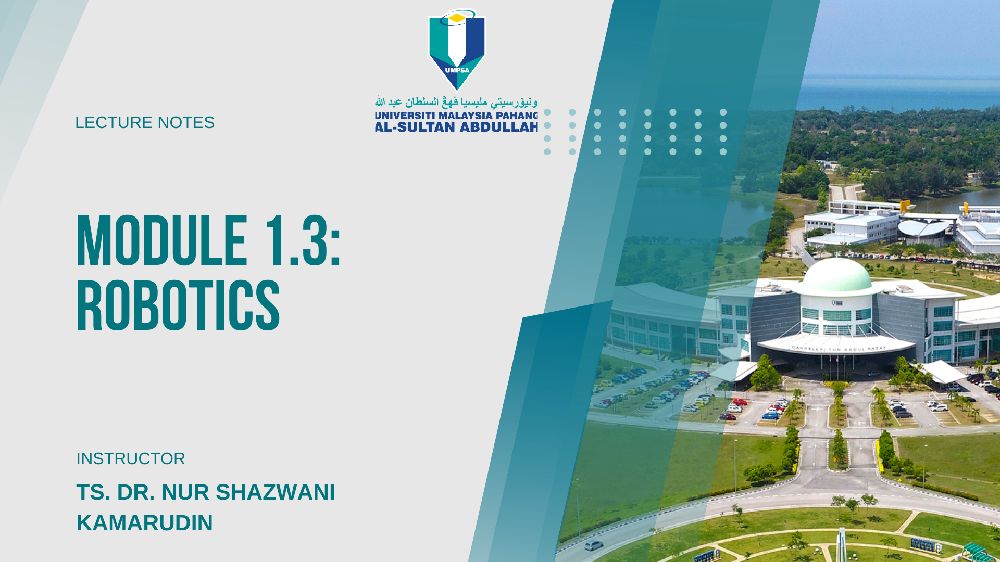 UMPSA
ونيۏرسيتي مليسيا ڤهڠ السلطان عبد الله
UNIVERSITI MALAYSIA PAHANG
AL-SULTAN ABDULLAH
LECTURE NOTES
MODULE 1.3:
ROBOTICS
CANSELERI TUN ABDUL RAZAK
INSTRUCTOR
TS. DR. NUR SHAZWANI
KAMARUDIN